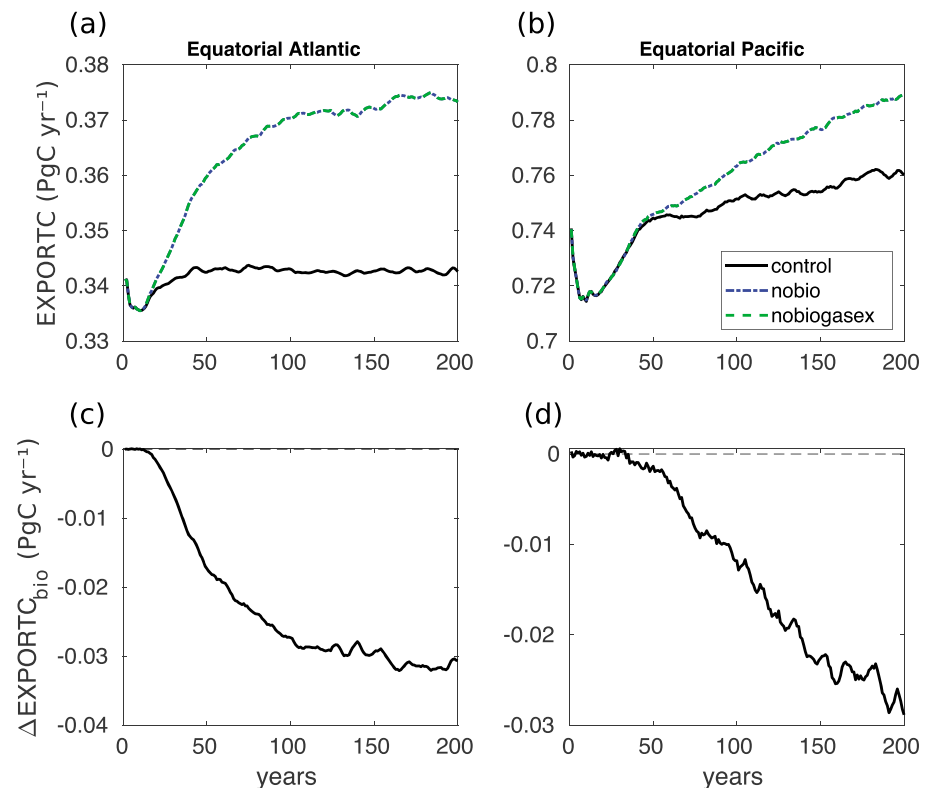 (a)
Equatorial Atlantic
EXPORTC (PgC yr⁻¹)
0.38
0.37
0.36
0.35
0.34
0.33
0 50 100 150 200
(b)
Equatorial Pacific
0.8
0.78
0.76
0.74
0.72
0.7
0 50 100 150 200
control
nobio
nobiogasex
(c)
ΔEXPORTC_bio (PgC yr⁻¹)
0
-0.01
-0.02
-0.03
-0.04
0 50 100 150 200
years
(d)
0
-0.01
-0.02
-0.03
0 50 100 150 200
years